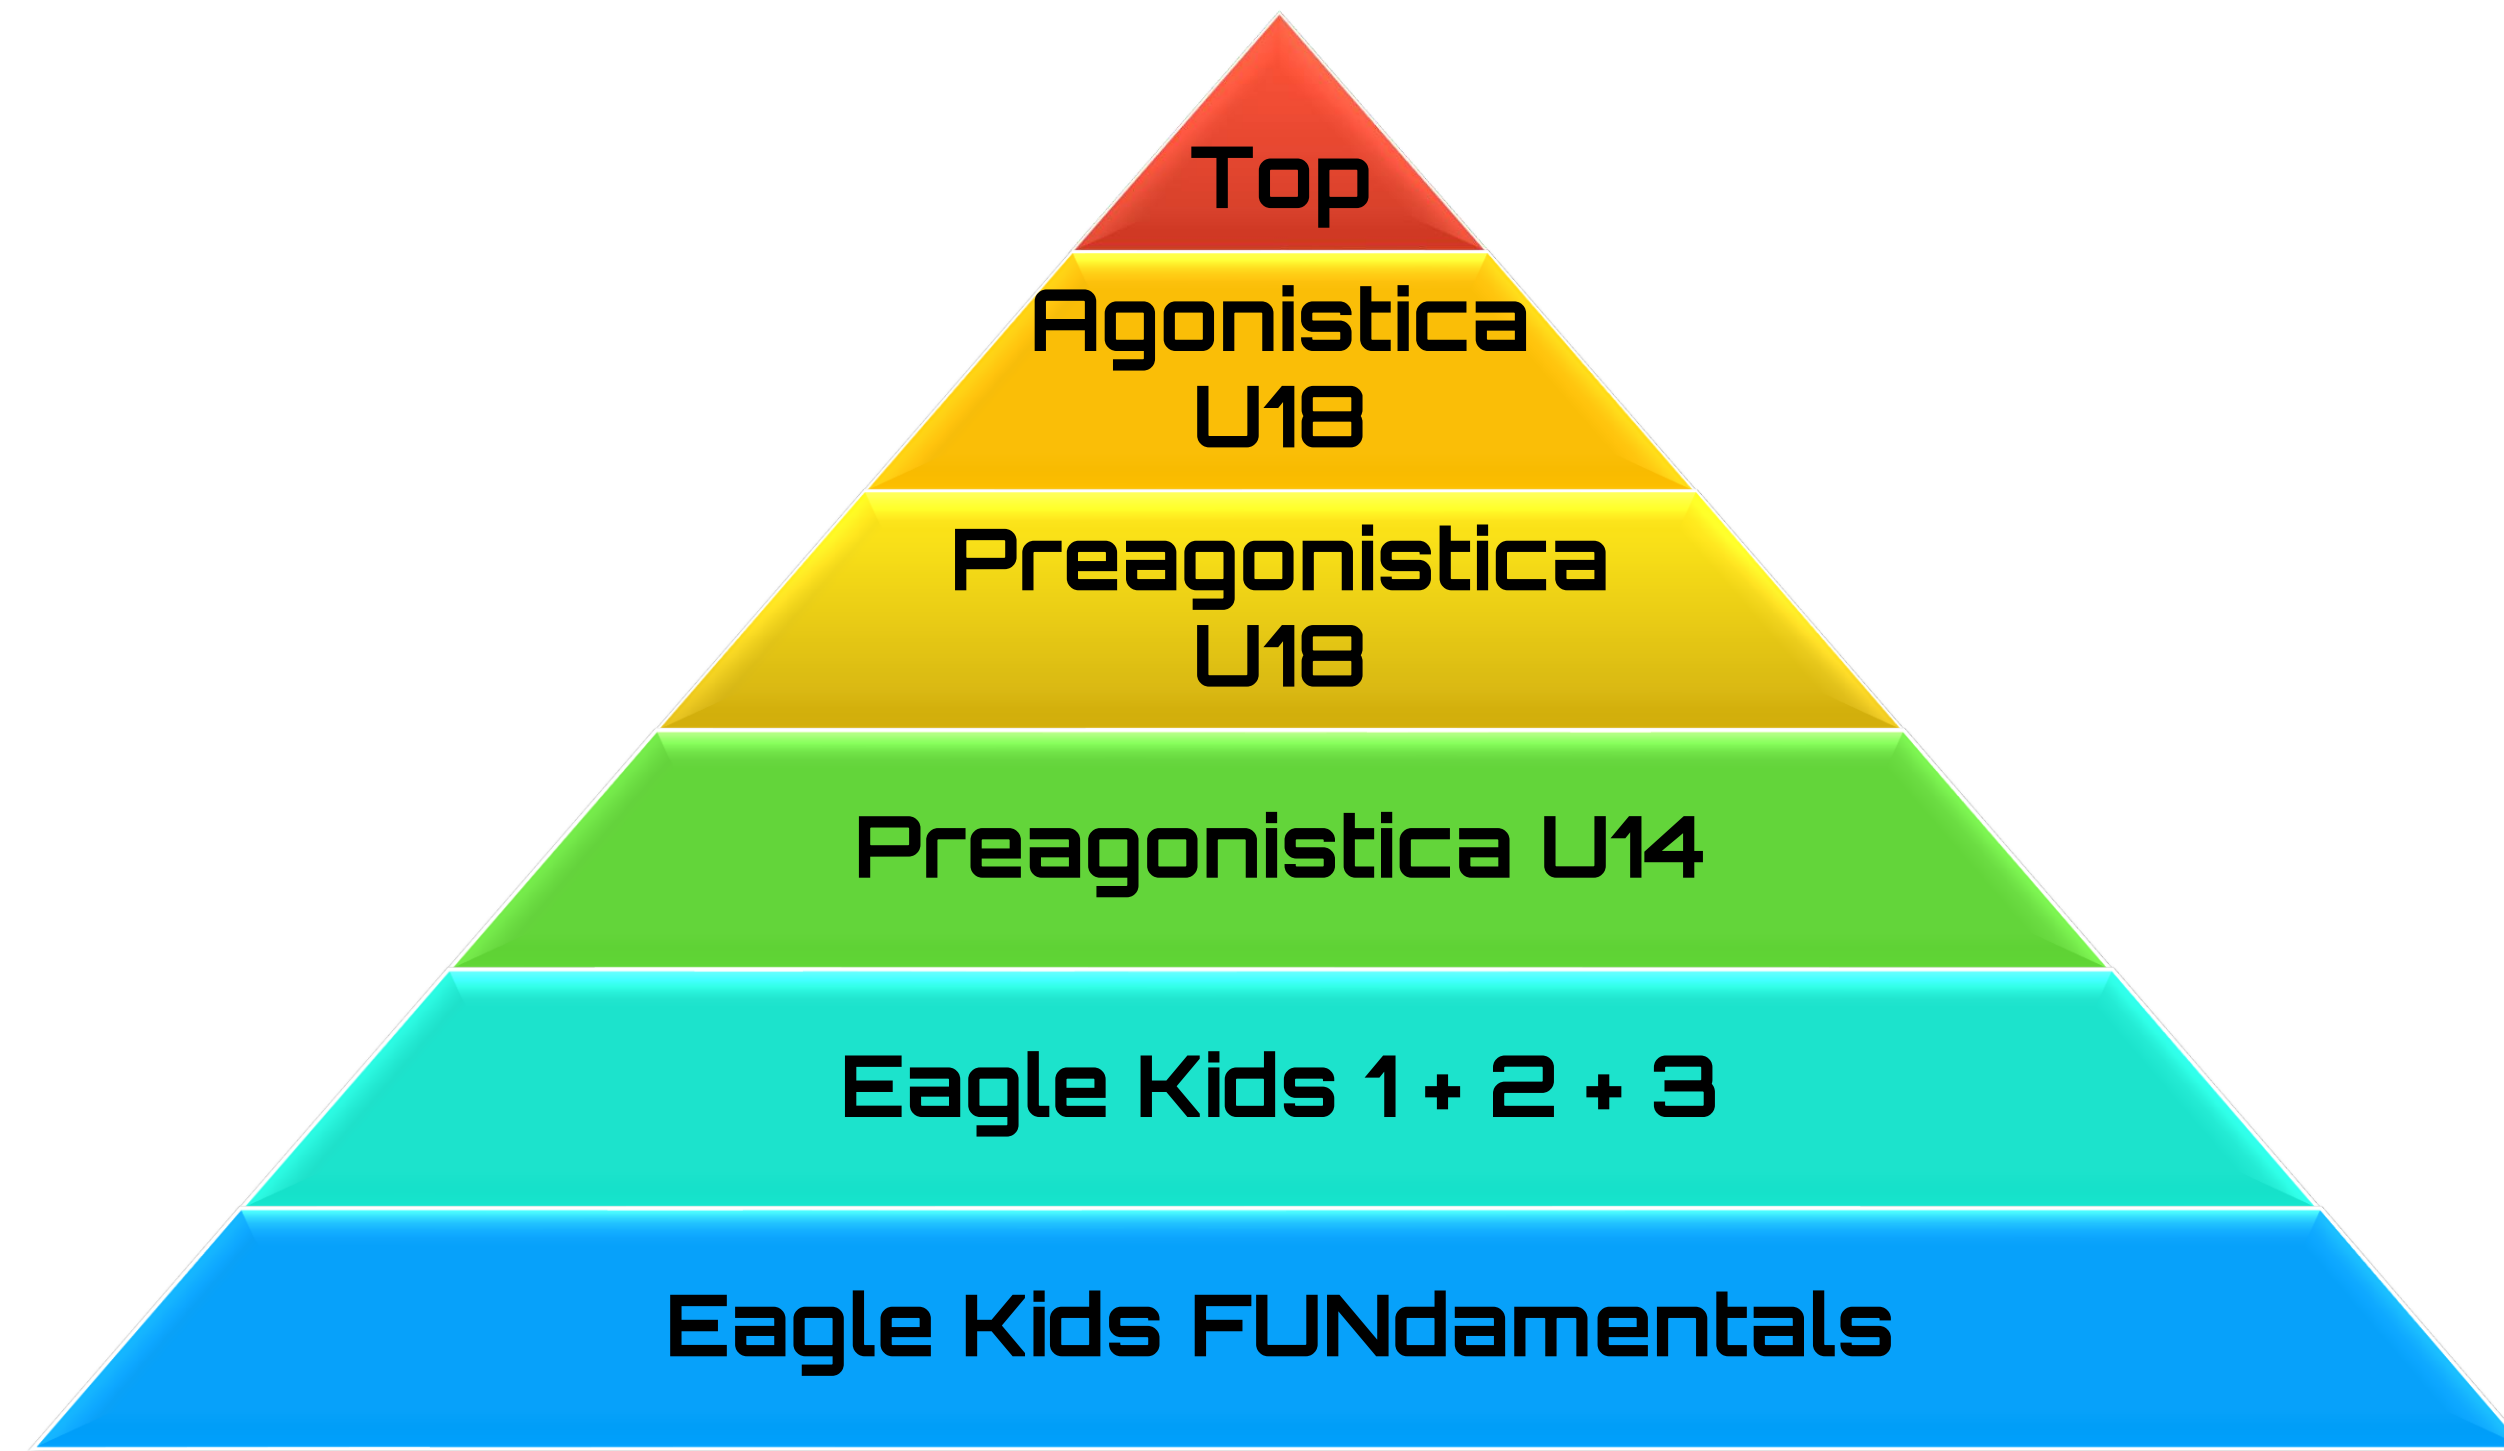 Top
Agonistica
U18
Preagonistica
U18
Preagonistica U14
Eagle Kids 1 + 2 + 3
Eagle Kids FUNdamentals